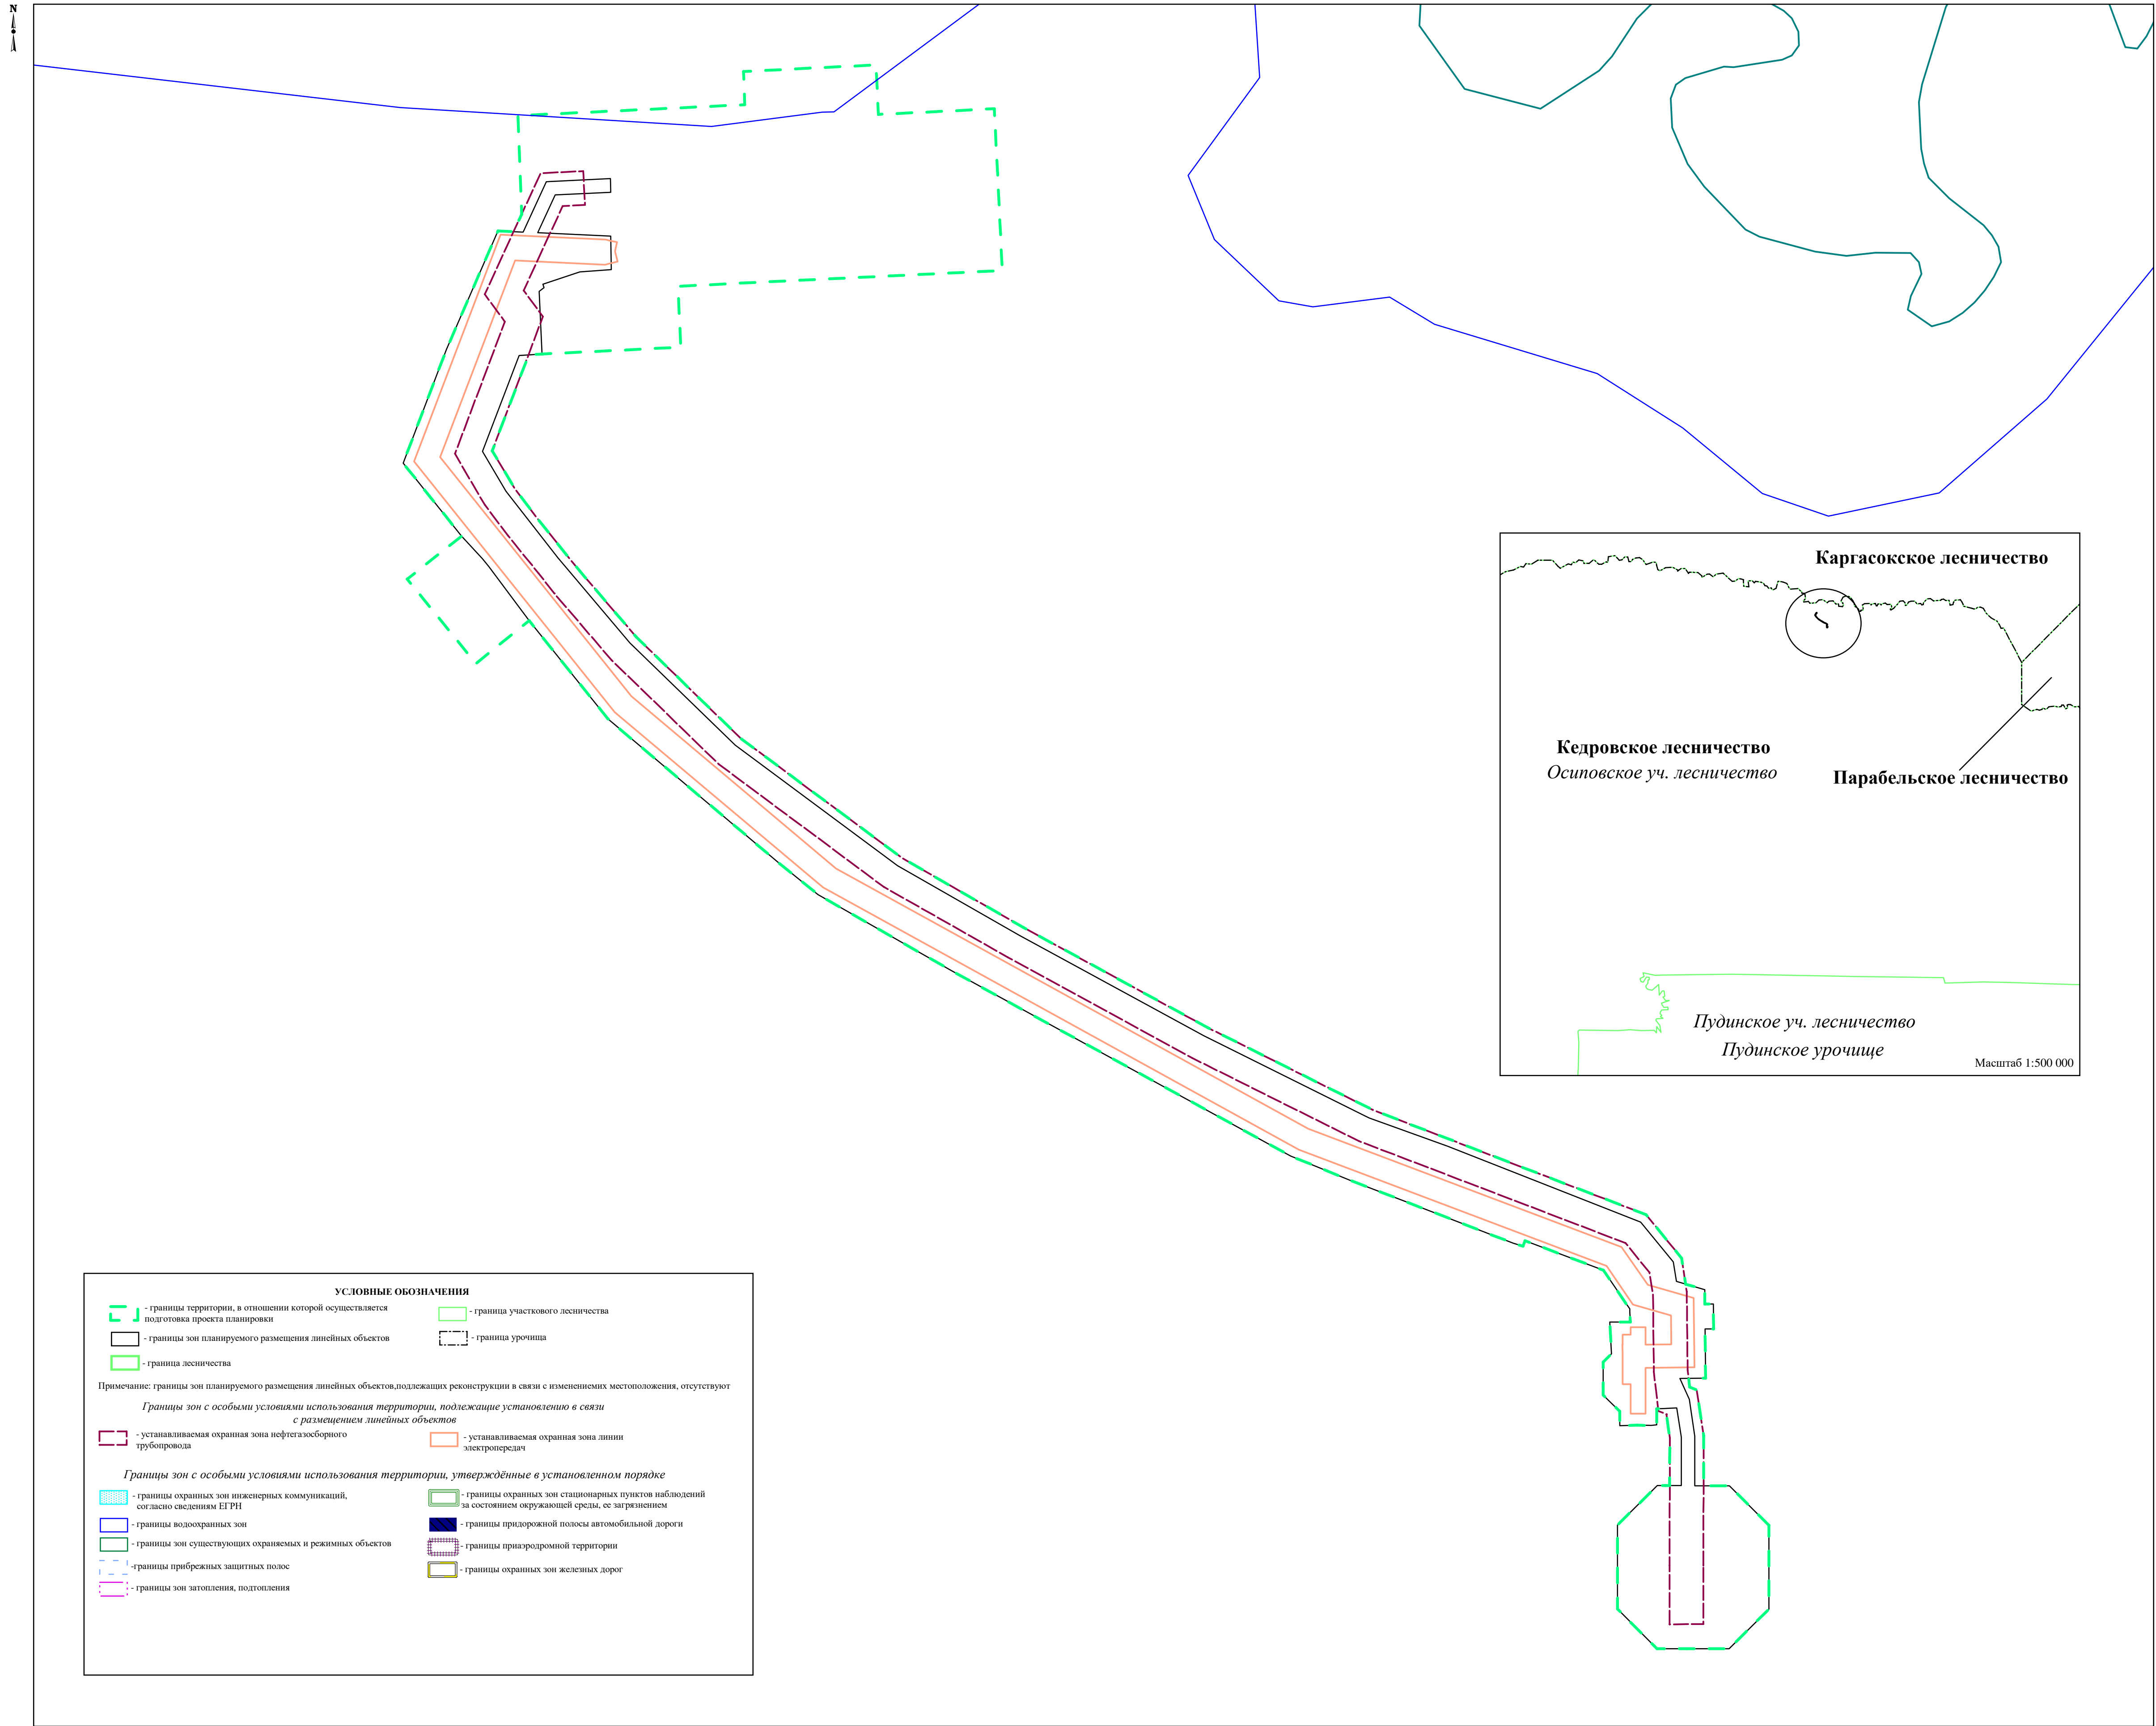 N
Каргасокское лесничество
Кедровское лесничество
Осиповское уч. лесничество
Парабельское лесничество
Пудинское уч. лесничество
Пудинское урочище
Масштаб 1:500 000
УСЛОВНЫЕ ОБОЗНАЧЕНИЯ
- границы территории, в отношении которой осуществляется
подготовка проекта планировки
- границы зон планируемого размещения линейных объектов
- граница лесничества
- граница участкового лесничества
- граница урочища
Примечание: границы зон планируемого размещения линейных объектов,подлежащих реконструкции в связи с изменениемих местоположения, отсутствуют
Границы зон с особыми условиями использования территории, подлежащие установлению в связи
с размещением линейных объектов
- устанавливаемая охранная зона нефтегазосборного
трубопровода
- устанавливаемая охранная зона линии
электропередач
Границы зон с особыми условиями использования территории, утверждённые в установленном порядке
- границы охранных зон инженерных коммуникаций,
согласно сведениям ЕГРН
- границы водоохранных зон
- границы зон существующих охраняемых и режимных объектов
-границы прибрежных защитных полос
- границы зон затопления, подтопления
- границы охранных зон стационарных пунктов наблюдений
за состоянием окружающей среды, ее загрязнением
- границы придорожной полосы автомобильной дороги
- границы приаэродромной территории
- границы охранных зон железных дорог